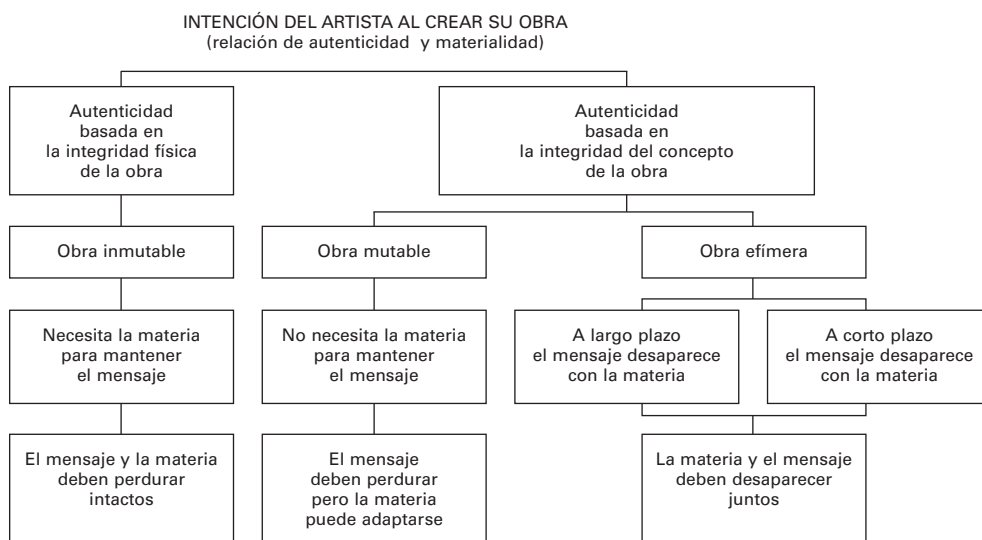 INTENCIÓN DEL ARTISTA AL CREAR SU OBRA
(relación de autenticidad y materialidad)
Autenticidad
basada en
la integridad física
de la obra
Autenticidad
basada en
la integridad del concepto
de la obra
Obra inmutable
Obra mutable
Obra efímera
Necesita la materia
para mantener
el mensaje
No necesita la materia
para mantener
el mensaje
A largo plazo
el mensaje desaparece
con la materia
A corto plazo
el mensaje desaparece
con la materia
El mensaje y la materia
deben perdurar
intactos
El mensaje
deben perdurar
pero la materia
puede adaptarse
La materia y el mensaje
deben desaparecer
juntos